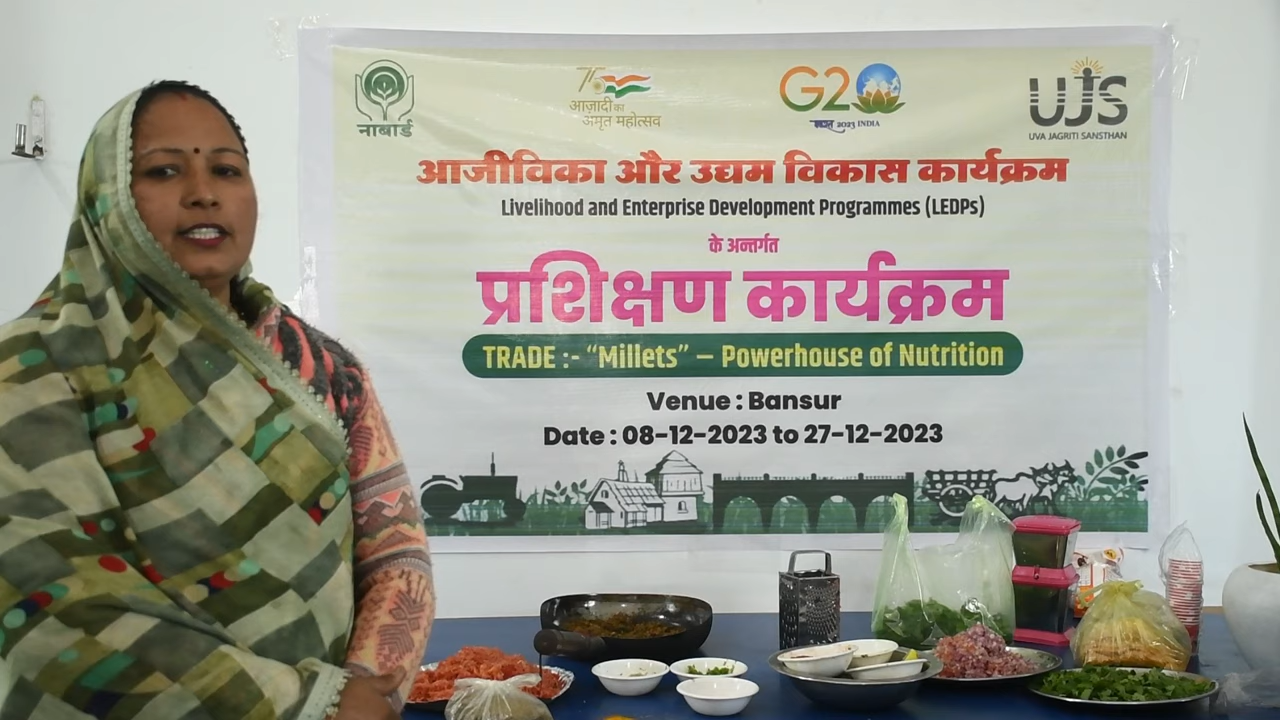 नाबार्ड
75
आज़ादी का
अमृत महोत्सव
G20
भारत 2023 INDIA
UJS
UVA JAGRITI SANSTHAN
आजीविका और उद्यम विकास कार्यक्रम
Livelihood and Enterprise Development Programmes (LEDPs)
के अन्तर्गत
प्रशिक्षण कार्यक्रम
TRADE :- “Millets” – Powerhouse of Nutrition
Venue : Bansur
Date : 08-12-2023 to 27-12-2023